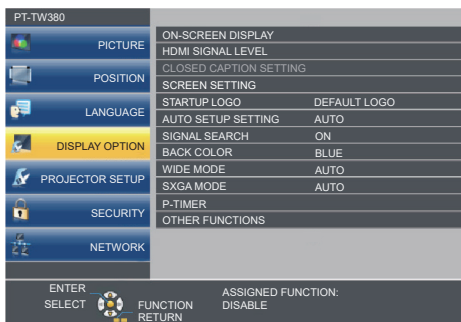 PT-TW380
PICTURE
POSITION
LANGUAGE
DISPLAY OPTION
PROJECTOR SETUP
SECURITY
NETWORK
ON-SCREEN DISPLAY
HDMI SIGNAL LEVEL
CLOSED CAPTION SETTING
SCREEN SETTING
STARTUP LOGO DEFAULT LOGO
AUTO SETUP SETTING AUTO
SIGNAL SEARCH ON
BACK COLOR BLUE
WIDE MODE AUTO
SXGA MODE AUTO
P-TIMER
OTHER FUNCTIONS
ENTER
SELECT
FUNCTION
RETURN
ASSIGNED FUNCTION:
DISABLE